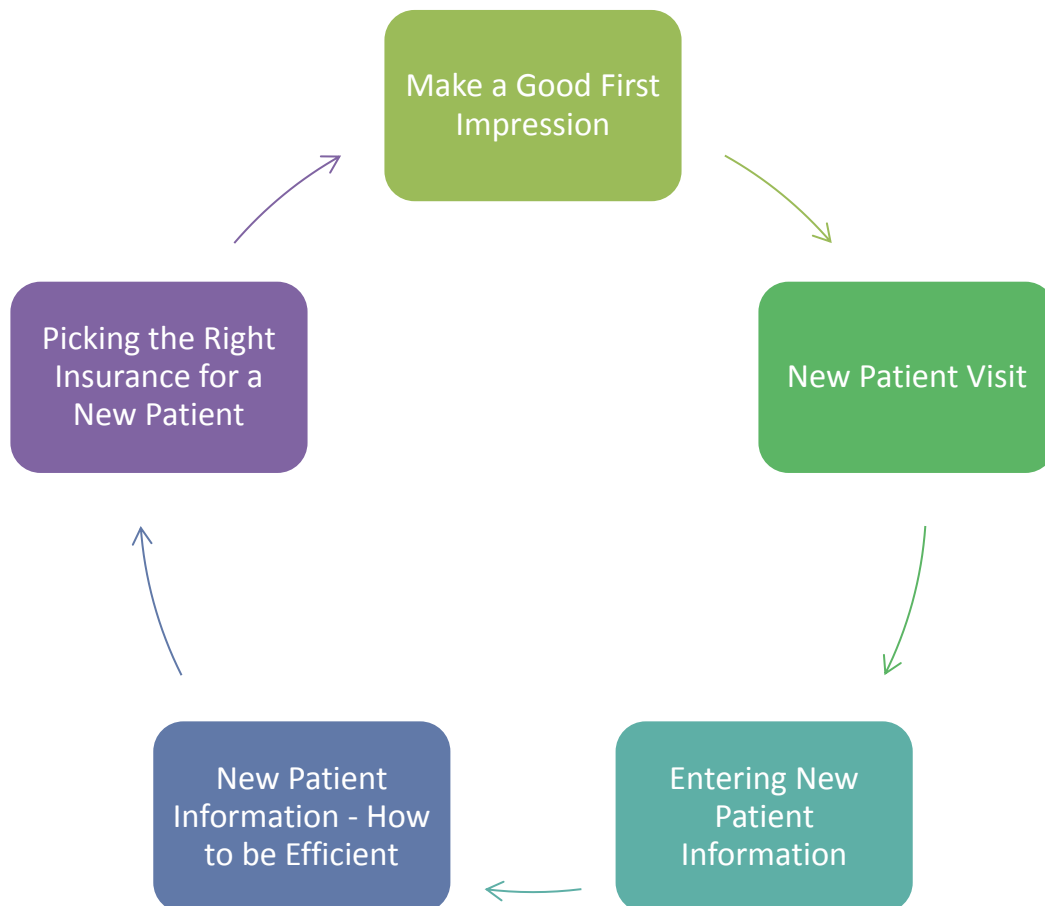 Make a Good First
Impression
New Patient Visit
Entering New
Patient
Information
New Patient
Information - How
to be Efficient
Picking the Right
Insurance for a
New Patient